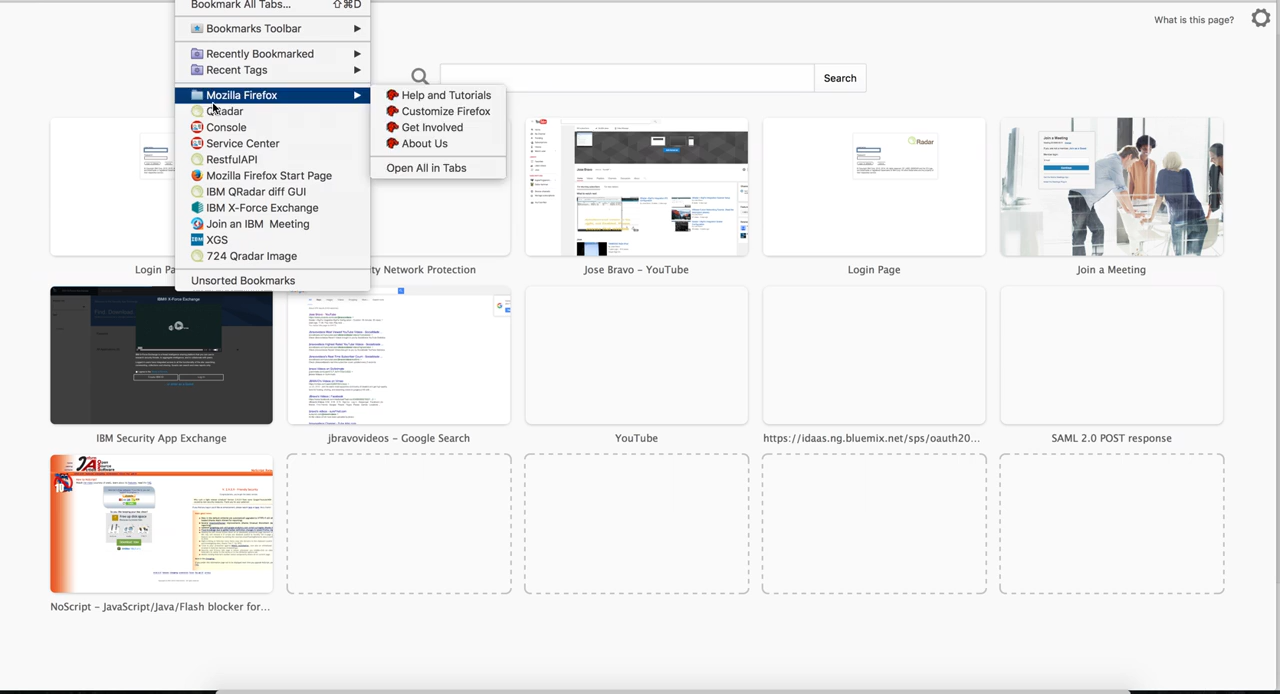 Bookmark All Tabs... ⇧⌘D
Bookmarks Toolbar
Recently Bookmarked
Recent Tags
Mozilla Firefox
QRadar
Console
Service Center
RestfulAPI
Mozilla Firefox Start Page
IBM QRadar diff GUI
IBM X-Force Exchange
Join an IBM Meeting
XGS
724 Qradar Image
Unsorted Bookmarks
Help and Tutorials
Customize Firefox
Get Involved
About Us
Open All in Tabs
What is this page?
Search
Login Pa
ty Network Protection
Jose Bravo – YouTube
Login Page
Join a Meeting
IBM Security App Exchange
jbravovideos – Google Search
YouTube
https://idaas.ng.bluemix.net/sps/oauth20...
SAML 2.0 POST response
NoScript – JavaScript/Java/Flash blocker for...